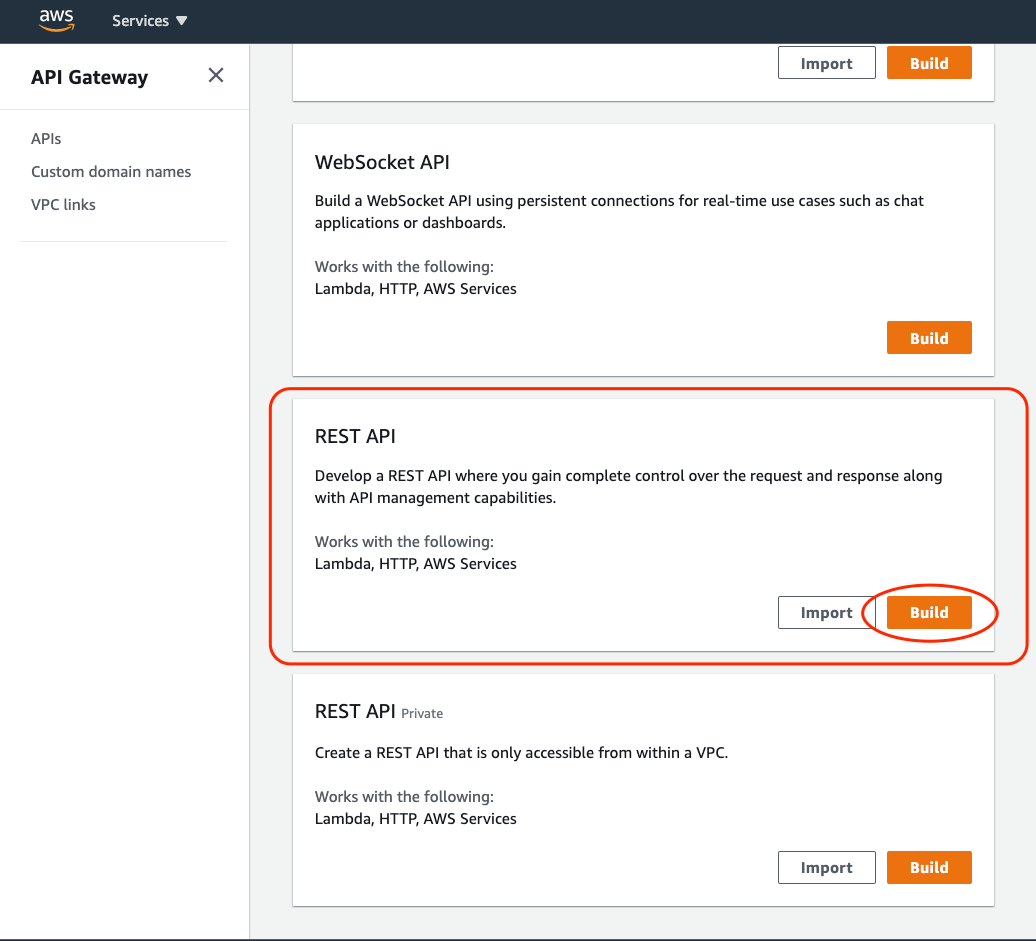 aws
Services ▼
API Gateway
APIs
Custom domain names
VPC links
Import
Build
WebSocket API
Build a WebSocket API using persistent connections for real-time use cases such as chat
applications or dashboards.
Works with the following:
Lambda, HTTP, AWS Services
Build
REST API
Develop a REST API where you gain complete control over the request and response along
with API management capabilities.
Works with the following:
Lambda, HTTP, AWS Services
Import
Build
REST API Private
Create a REST API that is only accessible from within a VPC.
Works with the following:
Lambda, HTTP, AWS Services
Import
Build